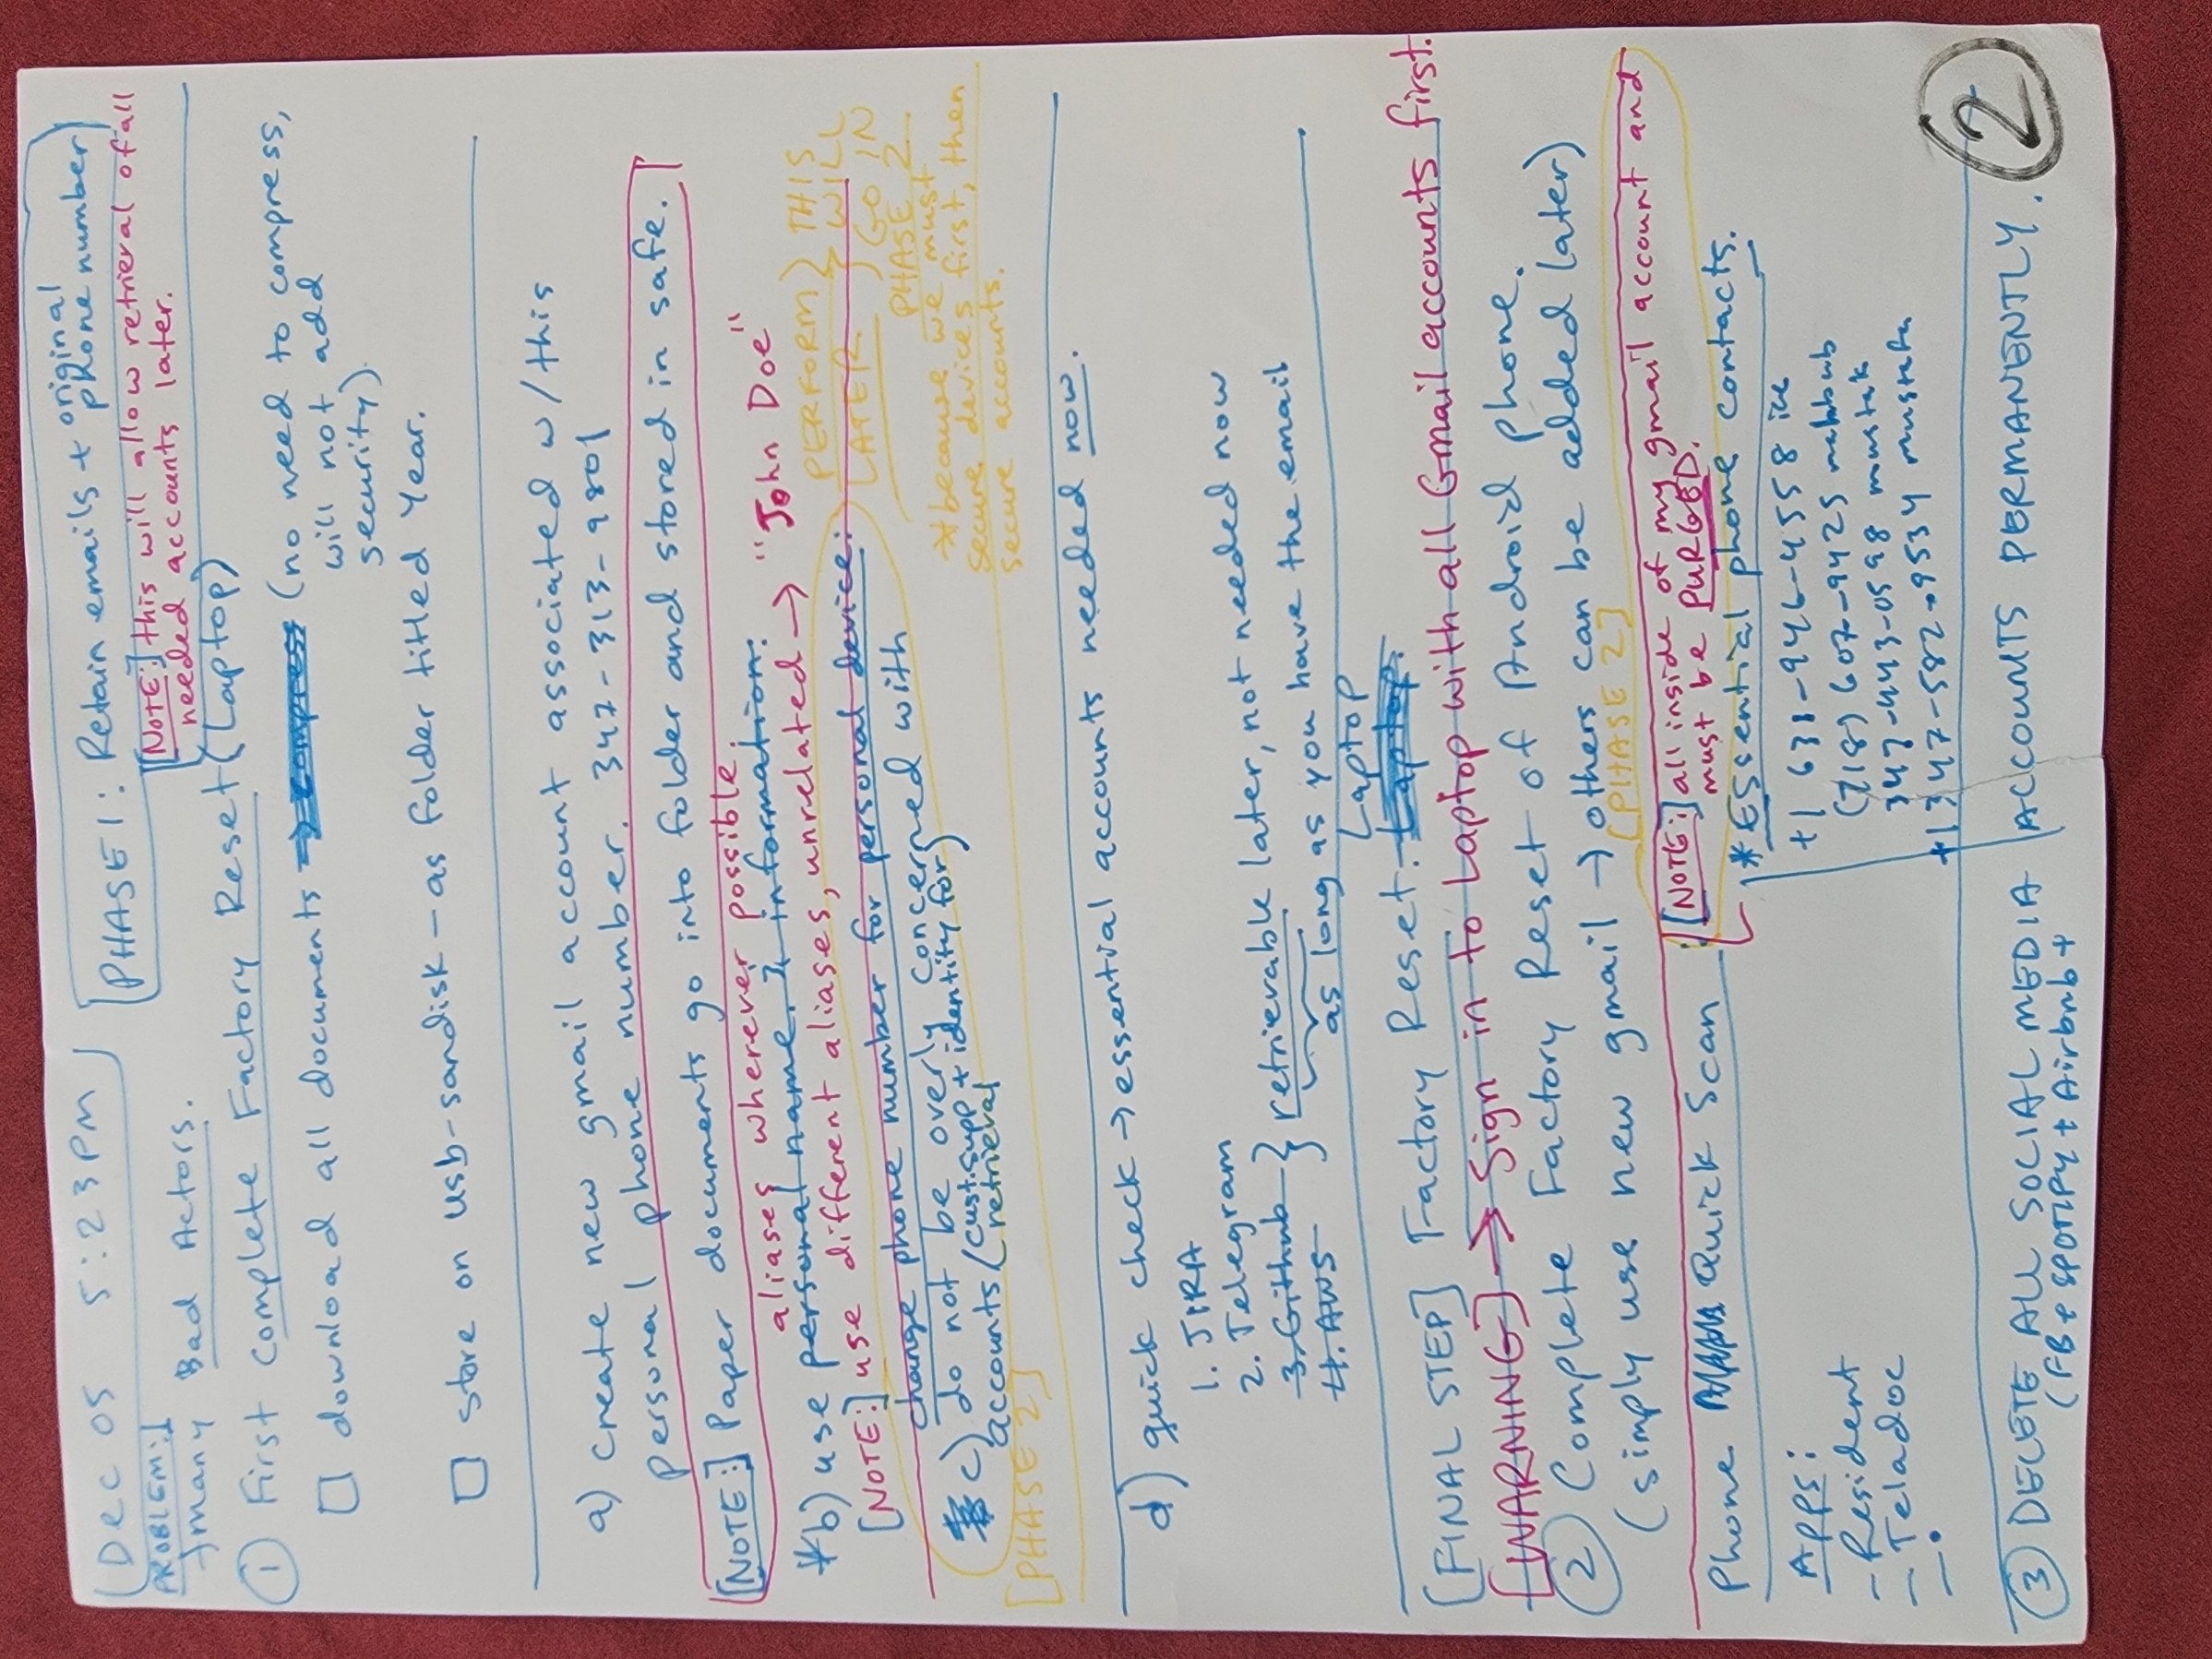 Dec 05 5:23PM
[PHASE1: Retain emails + original phone number]
[NOTE:] this will allow retrieval of all
needed accounts later.
PROBLEM:
→ many Bad Actors.
① First Complete Factory Reset (Laptop)
□ download all documents → compress (no need to compress,
will not add
security)
□ store on usb-sandisk - as folder titled Year.
a) create new gmail account associated w/this
personal phone number. 347-313-9801
[NOTE:] Paper documents go into folder and stored in safe.
aliases wherever possible.
*b) use personal name + information:
[NOTE:] use different aliases, unrelated → "John Doe"
change phone number for personal device:
PERFORM THIS
LATER WILL
GO IN
PHASE 2
c) do not be overly concerned with
accounts/cust supp + identity for)
retrieval
→ because we must
secure devices first, then
secure accounts.
[PHASE 2]
d) quick check → essential accounts needed now.
1. JIRA
2. Telegram
3. Github } retrievable later, not needed now
4. AWS
as long as you have the email
[FINAL STEP] Factory Reset. Laptop
Laptop
[WARNING] → Sign in to Laptop with all Gmail accounts first.
② Complete Factory Reset of Android phone.
(simply use new gmail → others can be added later)
[PHASE 2]
[NOTE:] all inside of my gmail account and
must be PURGED.
Phone Quick Scan
*Essential phone contacts.
APPS:
- Resident
- Teladoc
- •
+1 631-946-4558
(718) 607-9425 mahbub
347-443-0598 mustak
+1 347-582-9534 mustafa
③ DELETE ALL SOCIAL MEDIA ACCOUNTS PERMANENTLY.
(FB + SPOTIFY + Airbnb +
②